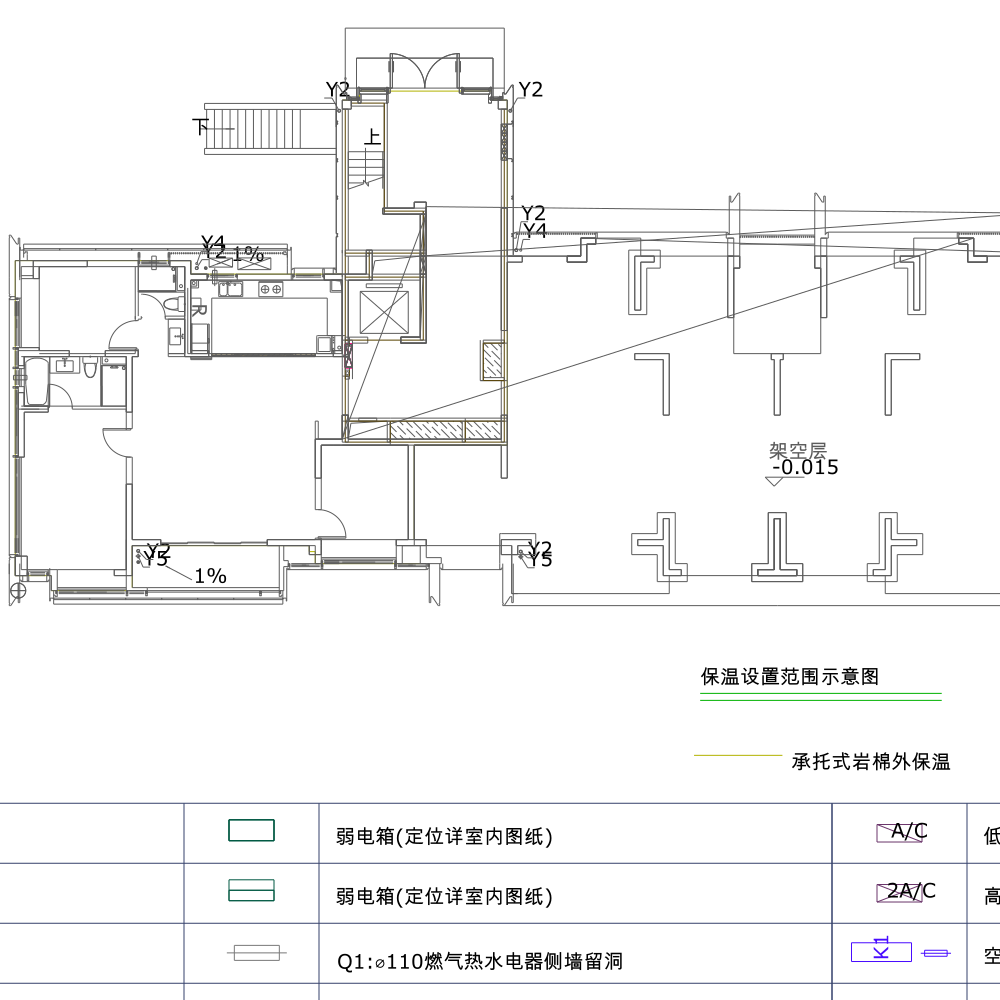 Y2
Y2
下
上
Y2
Y4
Y4
Y2 1%
R
架空层
-0.015
Y2
Y5
1%
Y2
Y5
保温设置范围示意图
承托式岩棉外保温
弱电箱(定位详室内图纸)
A/C
低
弱电箱(定位详室内图纸)
2A/C
高
Q1:⌀110燃气热水电器侧墙留洞
K1
空